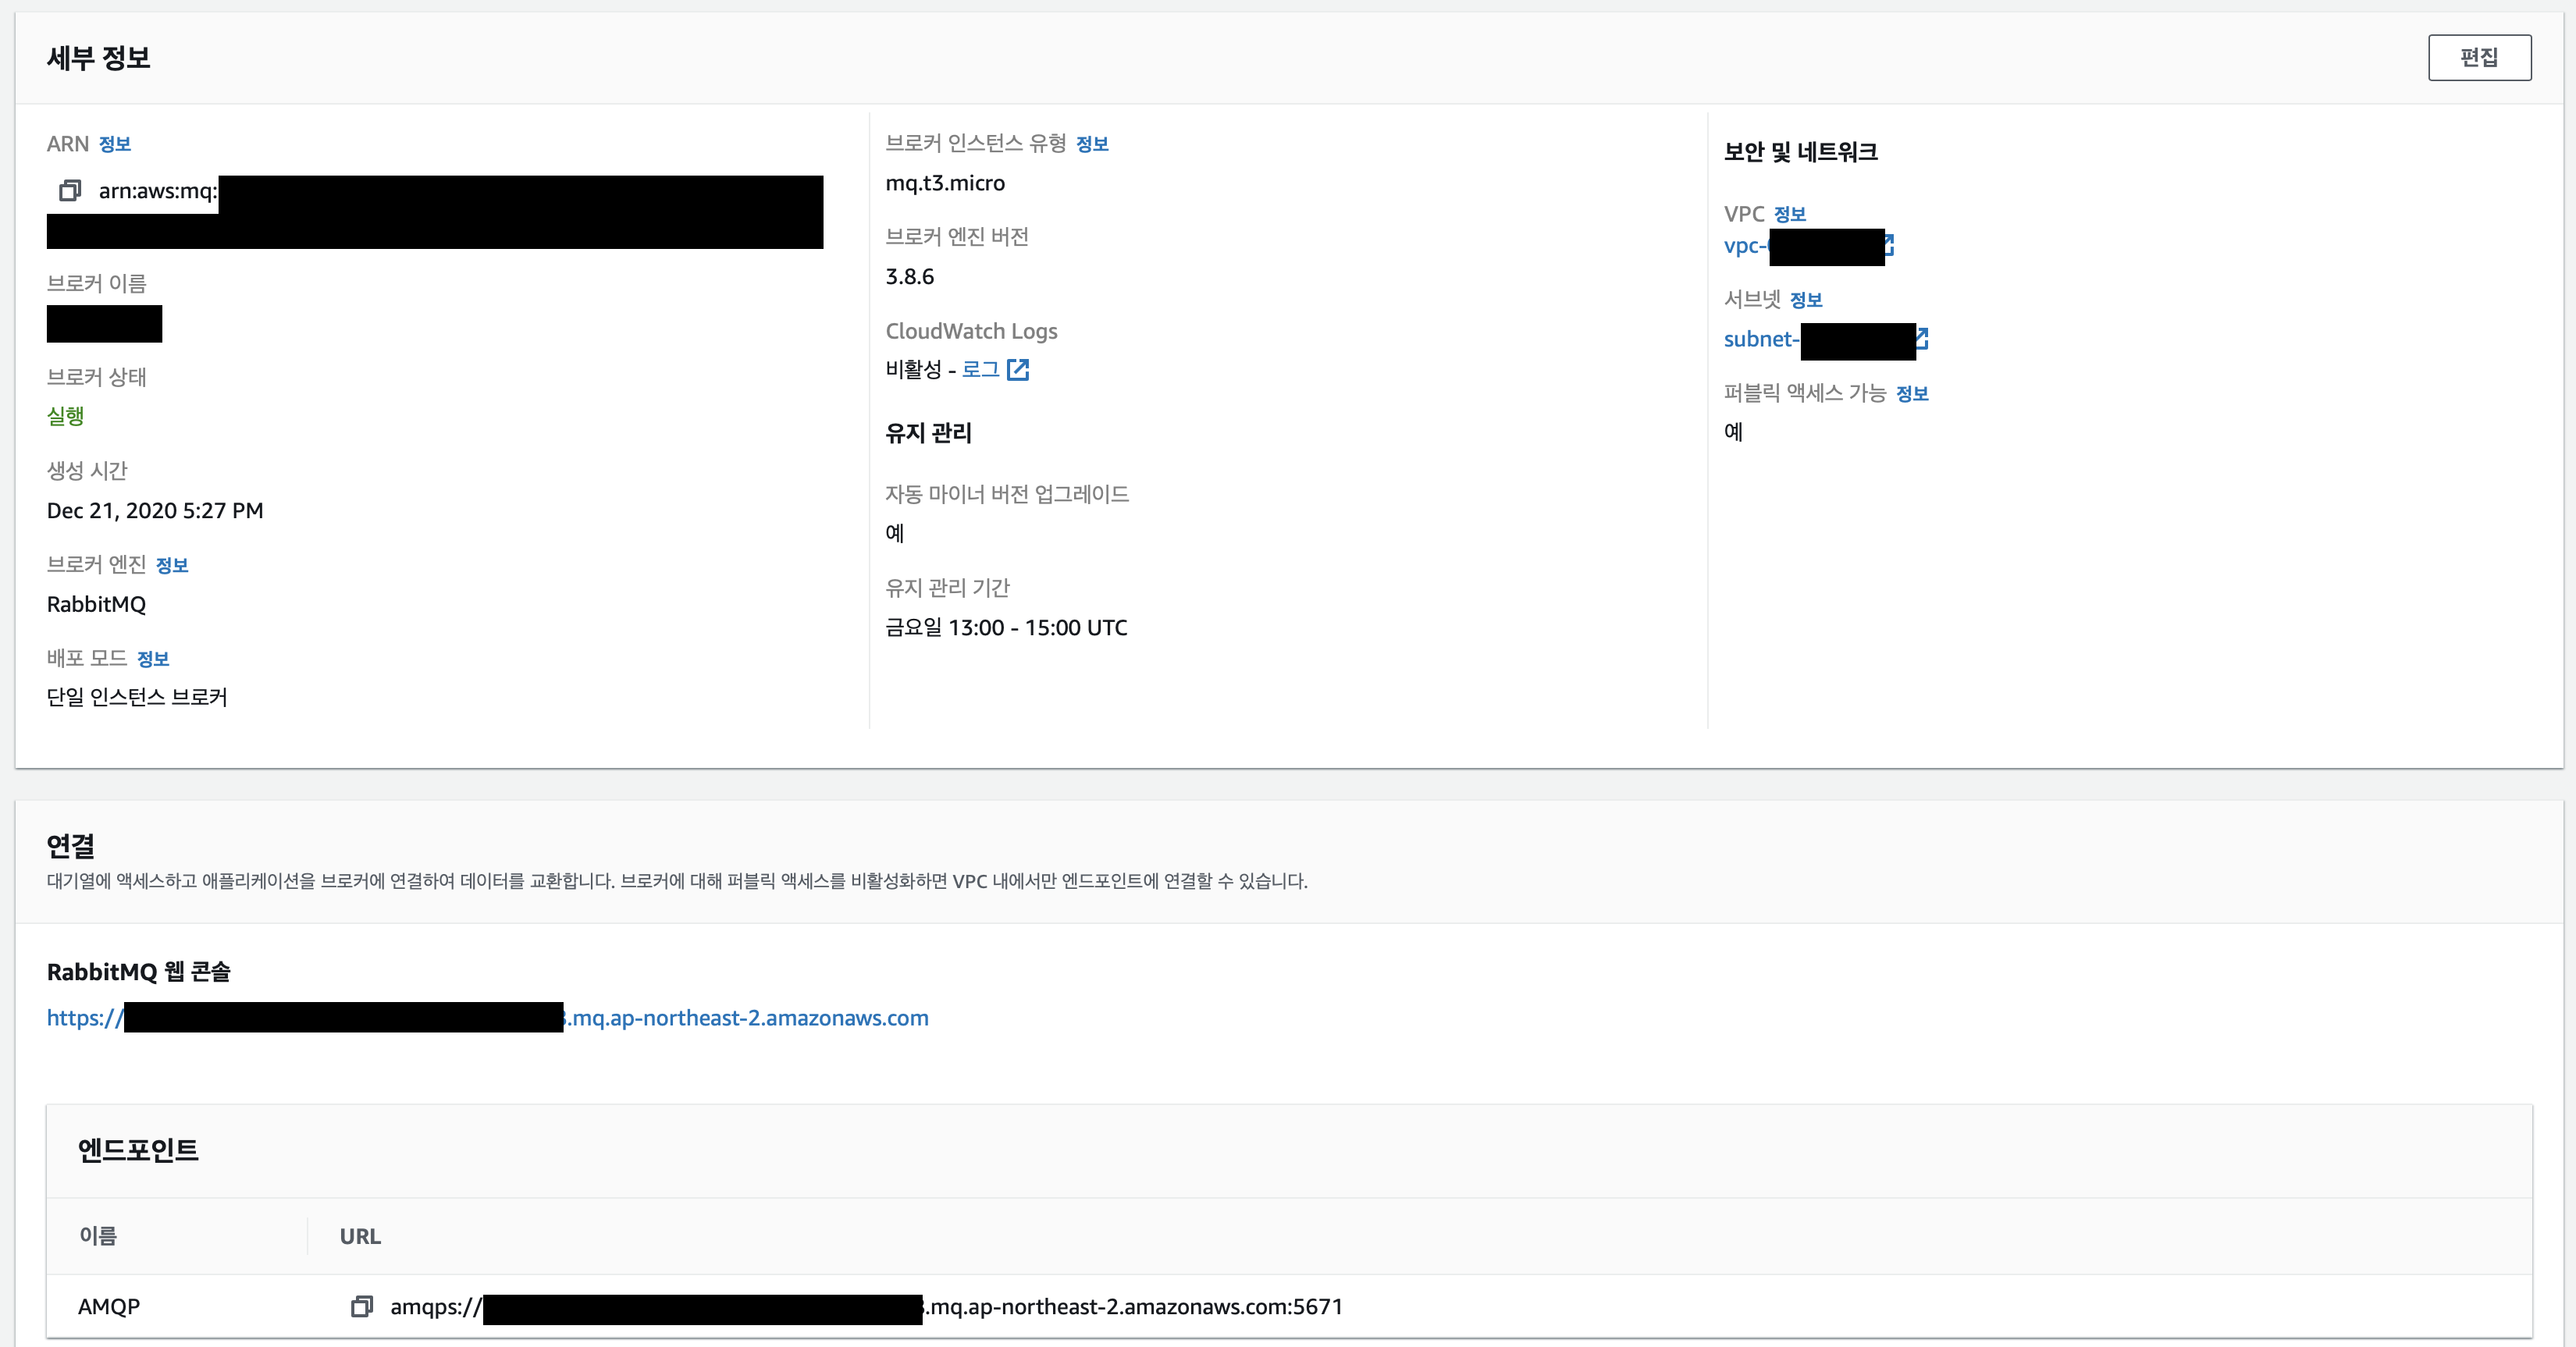 세부 정보
편집
ARN 정보
arn:aws:mq:
브로커 이름
브로커 상태
실행
생성 시간
Dec 21, 2020 5:27 PM
브로커 엔진 정보
RabbitMQ
배포 모드 정보
단일 인스턴스 브로커
브로커 인스턴스 유형 정보
mq.t3.micro
브로커 엔진 버전
3.8.6
CloudWatch Logs
비활성 - 로그
유지 관리
자동 마이너 버전 업그레이드
예
유지 관리 기간
금요일 13:00 - 15:00 UTC
보안 및 네트워크
VPC 정보
vpc-
서브넷 정보
subnet-
퍼블릭 액세스 가능 정보
예
연결
대기열에 액세스하고 애플리케이션을 브로커에 연결하여 데이터를 교환합니다. 브로커에 대해 퍼블릭 액세스를 비활성화하면 VPC 내에서만 엔드포인트에 연결할 수 있습니다.
RabbitMQ 웹 콘솔
https:// .mq.ap-northeast-2.amazonaws.com
엔드포인트
이름 URL
AMQP amqps:// .mq.ap-northeast-2.amazonaws.com:5671